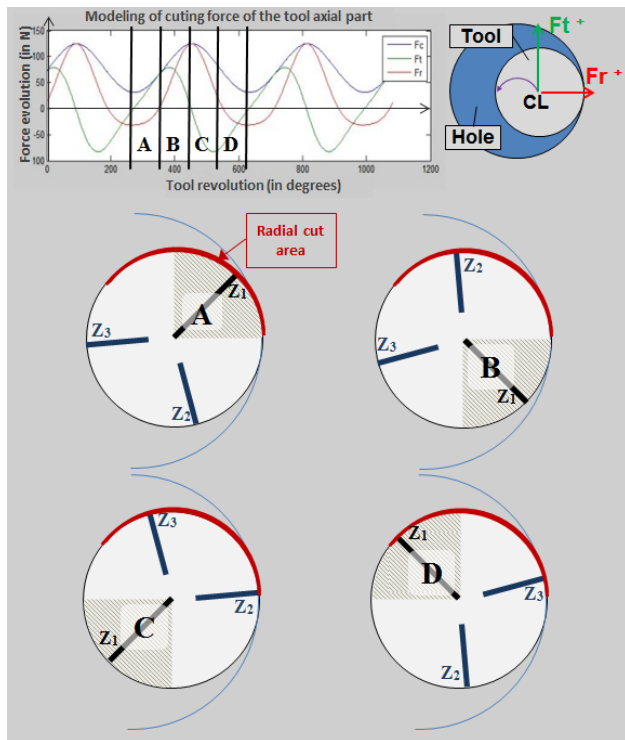 Modeling of cuting force of the tool axial part
Force evolution (in N)
150
100
50
0
-50
100
Fc
Ft
Fr
A B C D
0 200 400 600 800 1000 1200
Tool revolution (in degrees)
Ft +
Tool
Fr +
CL
Hole
Radial cut
area
Z1
A
Z3
Z2
Z2
Z3
B
Z1
Z3
C
Z2
Z1
Z1
D
Z3
Z2